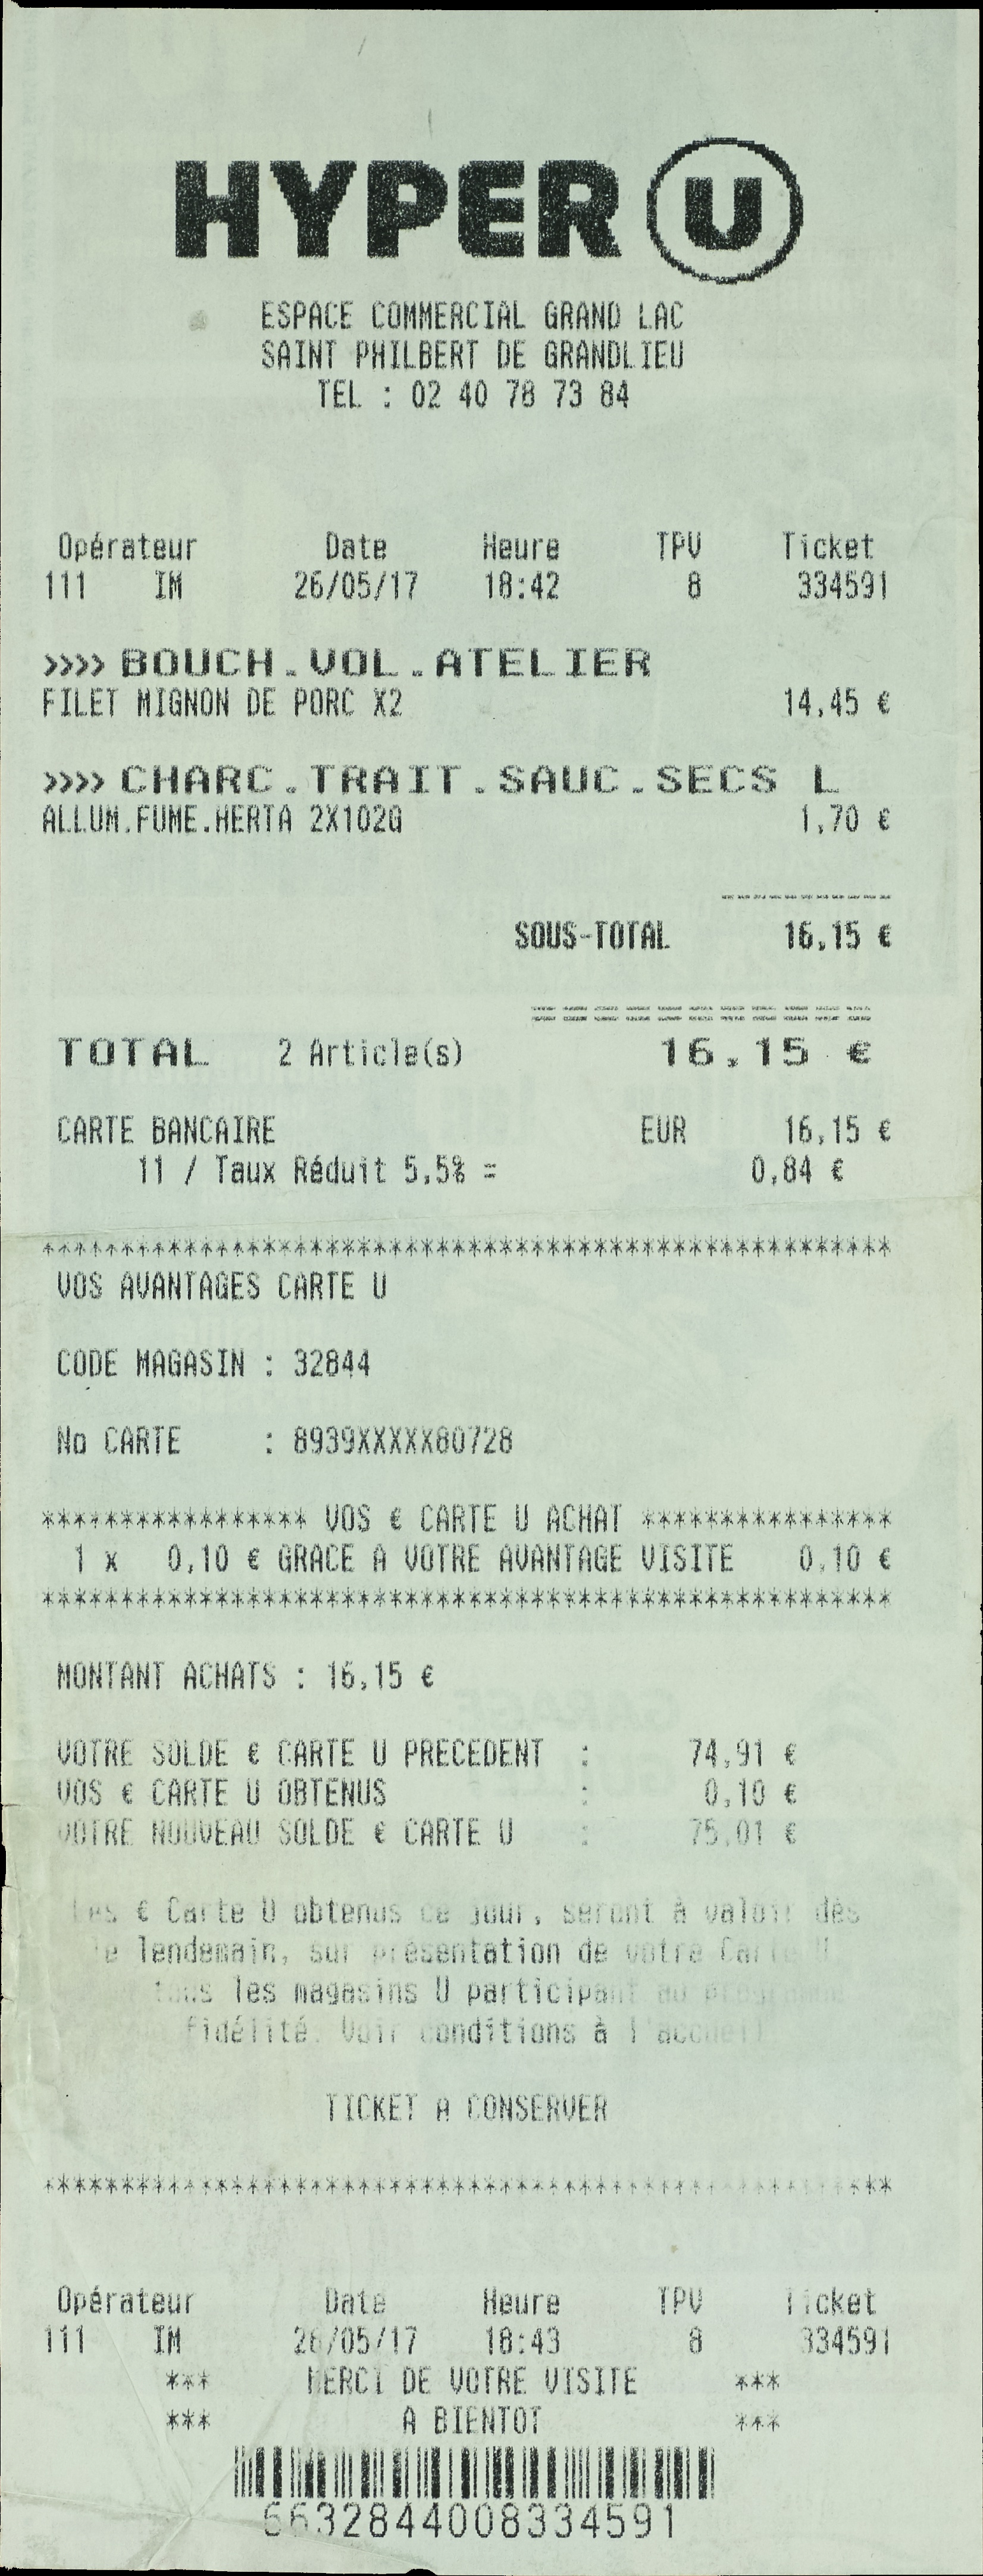 HYPER U
ESPACE COMMERCIAL GRAND LAC
SAINT PHILBERT DE GRANDLIEU
TEL : 02 40 78 73 84
Opérateur Date Heure TPV Ticket
111 IM 26/05/17 18:42 8 334591
>>>> BOUCH.VOL.ATELIER
FILET MIGNON DE PORC X2 14,45 €
>>>> CHARC.TRAIT.SAUC.SECS L
ALLUM.FUME.HERTA 2X102G 1,70 €
----------
SOUS-TOTAL 16,15 €
===========
TOTAL 2 Article(s) 16,15 €
CARTE BANCAIRE EUR 16,15 €
11 / Taux Réduit 5,5% = 0,84 €
******************************************************
VOS AVANTAGES CARTE U
CODE MAGASIN : 32844
No CARTE : 8939XXXXX80728
***************** VOS € CARTE U ACHAT ****************
1 x 0,10 € GRACE A VOTRE AVANTAGE VISITE 0,10 €
******************************************************
MONTANT ACHATS : 16,15 €
VOTRE SOLDE € CARTE U PRECEDENT : 74,91 €
VOS € CARTE U OBTENUS : 0,10 €
VOTRE NOUVEAU SOLDE € CARTE U : 75,01 €
Les € Carte U obtenus ce jour, seront à valoir dès
le lendemain, sur présentation de votre Carte U
tous les magasins U participant au programme
fidélité. Voir conditions à l'accueil
TICKET A CONSERVER
******************************************************
Opérateur Date Heure TPV Ticket
111 IM 26/05/17 18:43 8 334591
*** MERCI DE VOTRE VISITE ***
*** A BIENTOT ***
6632844008334591